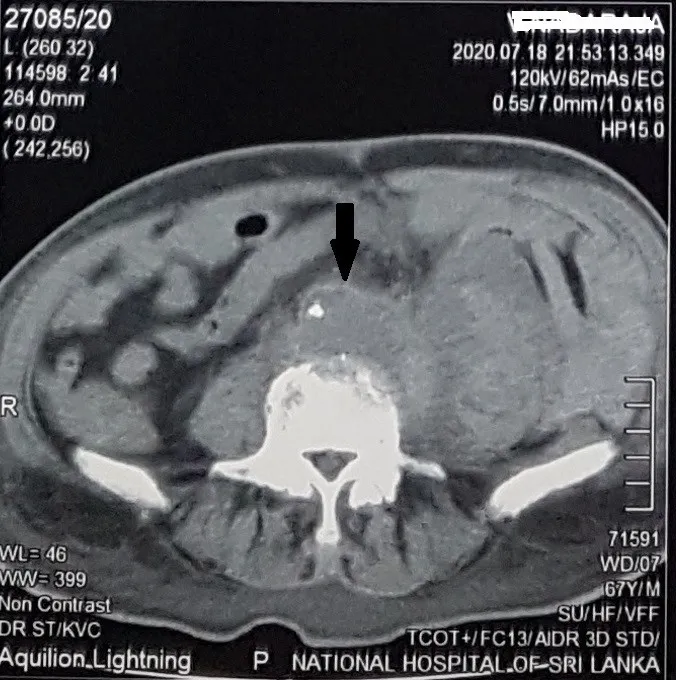 27085/20
L: (260.32)
114598: 2.41
264.0mm
+0.0D
(242,256)
2020.07.18 21:53:13.349
120kV/62mAs/EC
0.5s/7.0mm/1.0x16
HP15.0
R
WL= 46
WW= 399
Non Contrast
DR ST/KVC
Aquilion_Lightning
P
71591
WD/07
67Y/M
SU/HF/VFF
TCOT+/FC13/AIDR 3D STD/
NATIONAL HOSPITAL-OF-SRI LANKA